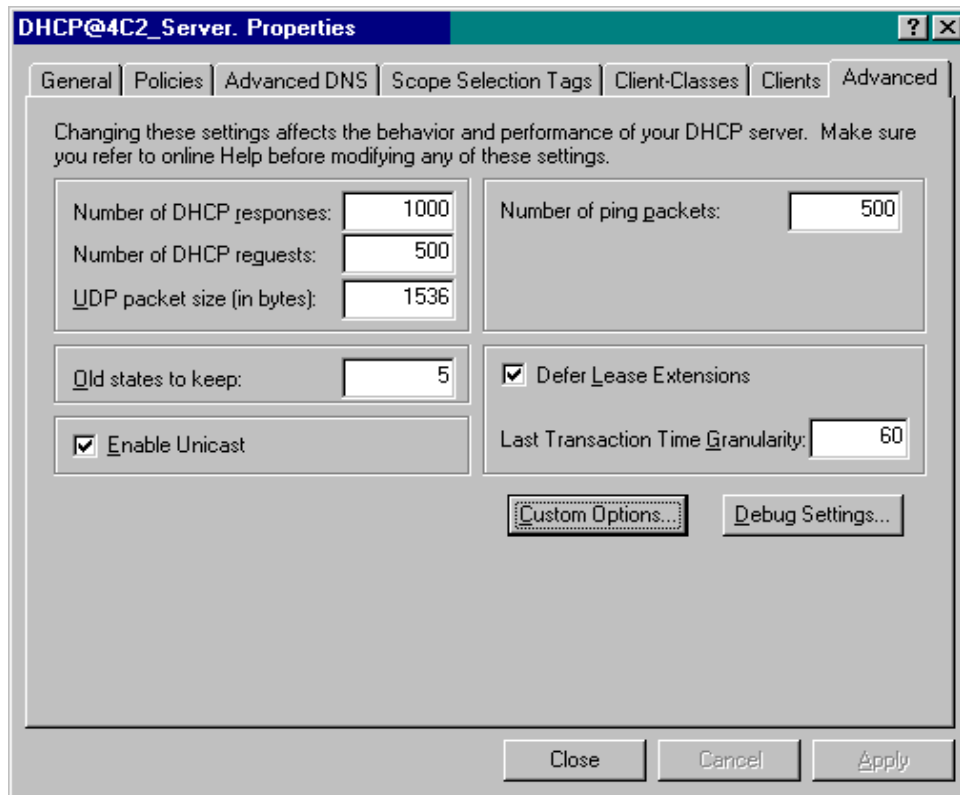 DHCP@4C2_Server. Properties
General Policies Advanced DNS Scope Selection Tags Client-Classes Clients Advanced
Changing these settings affects the behavior and performance of your DHCP server. Make sure
you refer to online Help before modifying any of these settings.
Number of DHCP responses: 1000
Number of DHCP reguests: 500
UDP packet size (in bytes): 1536
Number of ping packets: 500
Old states to keep: 5
Enable Unicast
Defer Lease Extensions
Last Transaction Time Granularity: 60
Custom Options... Debug Settings...
Close Cancel Apply